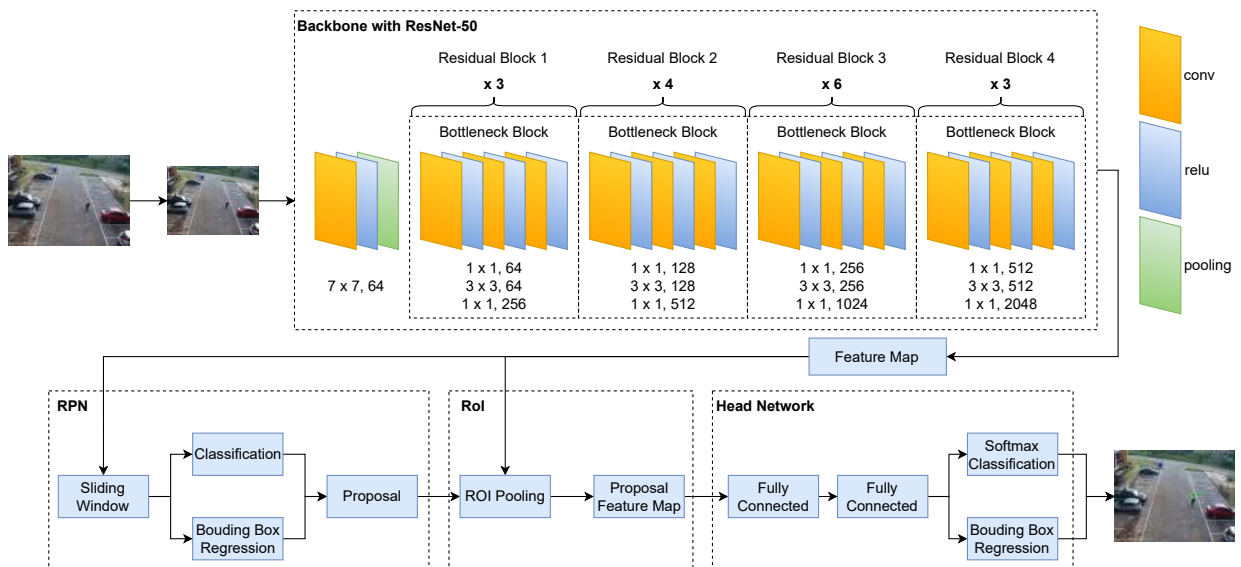 Backbone with ResNet-50
Residual Block 1
x 3
Residual Block 2
x 4
Residual Block 3
x 6
Residual Block 4
x 3
Bottleneck Block
Bottleneck Block
Bottleneck Block
Bottleneck Block
7 x 7, 64
1 x 1, 64
3 x 3, 64
1 x 1, 256
1 x 1, 128
3 x 3, 128
1 x 1, 512
1 x 1, 256
3 x 3, 256
1 x 1, 1024
1 x 1, 512
3 x 3, 512
1 x 1, 2048
conv
relu
pooling
Feature Map
RPN
Sliding
Window
Classification
Bouding Box
Regression
Proposal
RoI
ROI Pooling
Proposal
Feature Map
Head Network
Fully
Connected
Fully
Connected
Softmax
Classification
Bouding Box
Regression